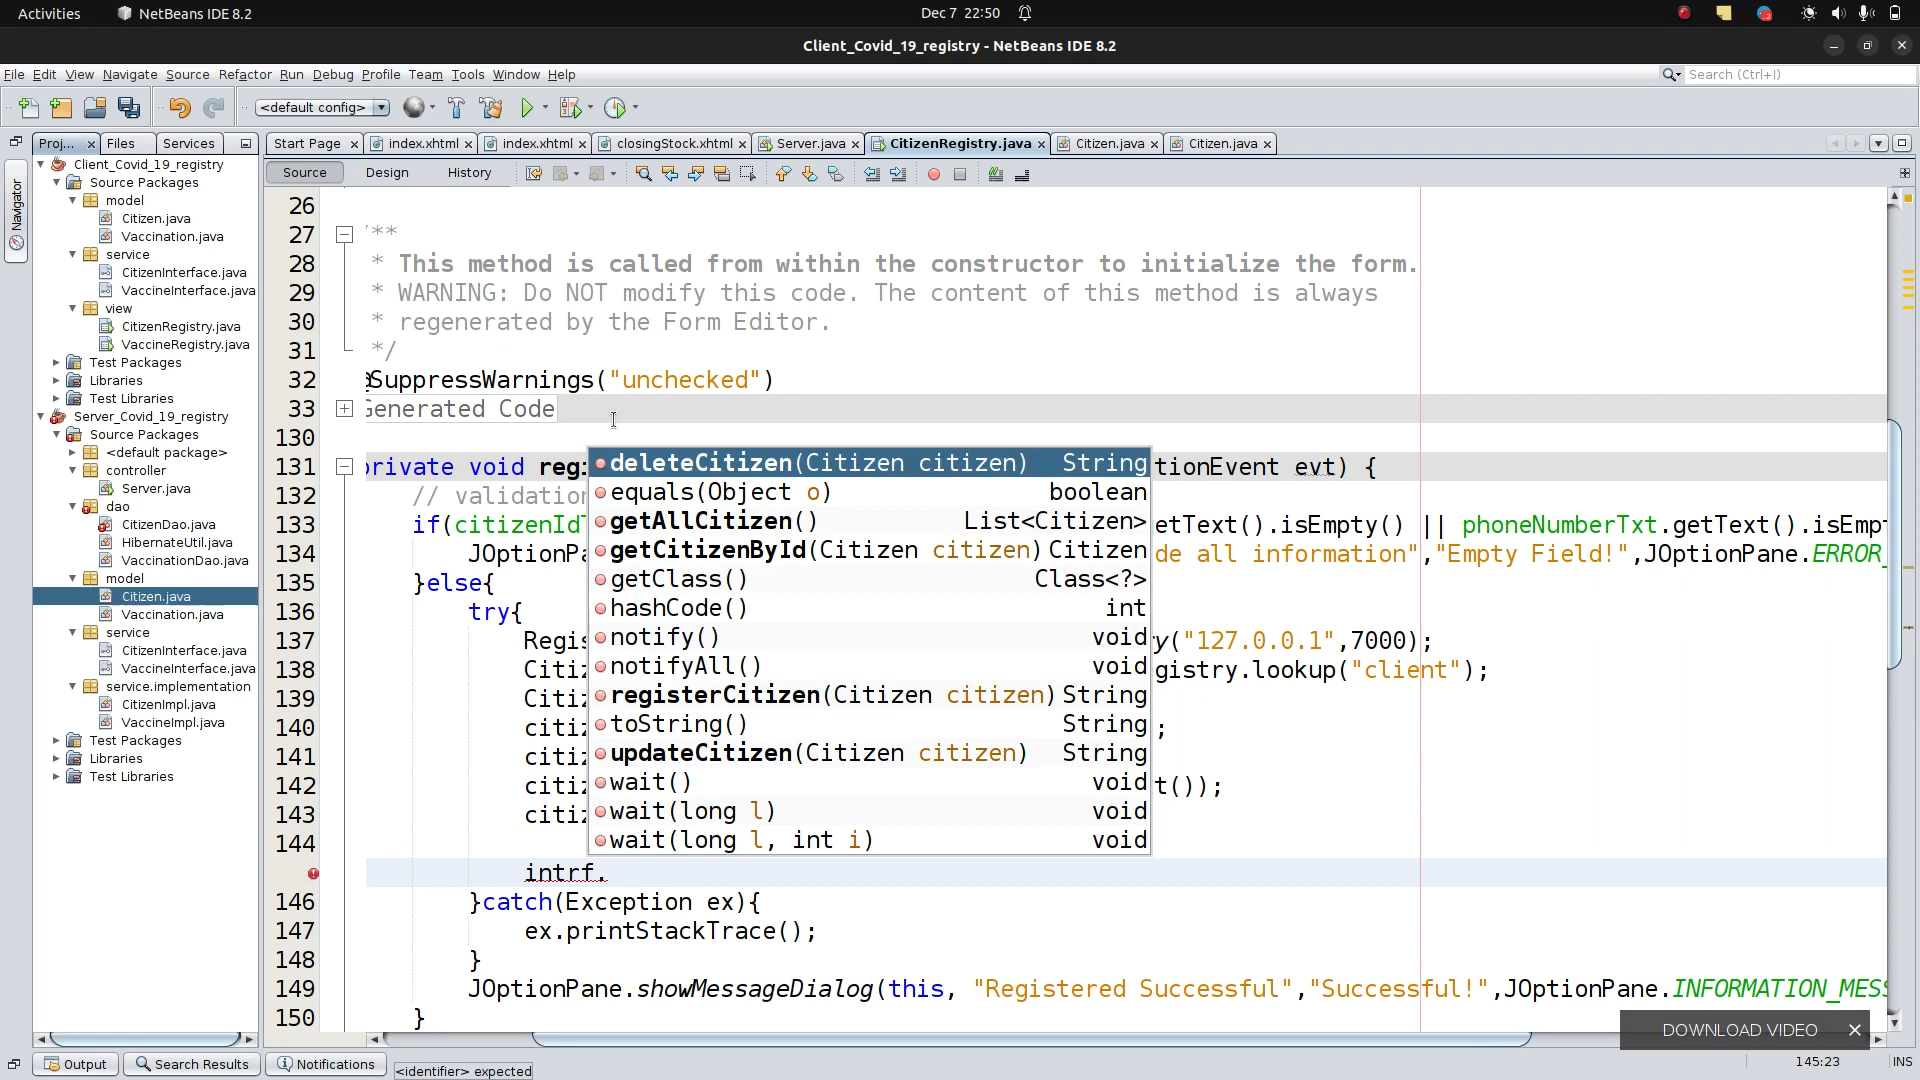 Activities NetBeans IDE 8.2 Dec 7 22:50
Client_Covid_19_registry - NetBeans IDE 8.2
File Edit View Navigate Source Refactor Run Debug Profile Team Tools Window Help Search (Ctrl+I)
<default config>
Proj... Files Services Start Page index.xhtml index.xhtml closingStock.xhtml Server.java CitizenRegistry.java Citizen.java Citizen.java
Source Design History
Navigator
Client_Covid_19_registry
Source Packages
model
Citizen.java
Vaccination.java
service
CitizenInterface.java
VaccineInterface.java
view
CitizenRegistry.java
VaccineRegistry.java
Test Packages
Libraries
Test Libraries
Server_Covid_19_registry
Source Packages
<default package>
controller
Server.java
dao
CitizenDao.java
HibernateUtil.java
VaccinationDao.java
model
Citizen.java
Vaccination.java
service
CitizenInterface.java
VaccineInterface.java
service.implementation
CitizenImpl.java
VaccineImpl.java
Test Packages
Libraries
Test Libraries
26
27 /**
28 * This method is called from within the constructor to initialize the form.
29 * WARNING: Do NOT modify this code. The content of this method is always
30 * regenerated by the Form Editor.
31 */
32 @SuppressWarnings("unchecked")
33 Generated Code
130
131 private void regi tionEvent evt) {
132 // validation
133 if(citizenId etText().isEmpty() || phoneNumberTxt.getText().isEmp
134 JOptionPa de all information","Empty Field!",JOptionPane.ERROR_
135 }else{
136 try{
137 Regis y("127.0.0.1",7000);
138 Citiz gistry.lookup("client");
139 Citiz
140 citiz ;
141 citiz
142 citiz t());
143 citiz
144
intrf.
146 }catch(Exception ex){
147 ex.printStackTrace();
148 }
149 JOptionPane.showMessageDialog(this, "Registered Successful","Successful!",JOptionPane.INFORMATION_MESS
150 }
deleteCitizen(Citizen citizen) String
equals(Object o) boolean
getAllCitizen() List<Citizen>
getCitizenById(Citizen citizen) Citizen
getClass() Class<?>
hashCode() int
notify() void
notifyAll() void
registerCitizen(Citizen citizen) String
toString() String
updateCitizen(Citizen citizen) String
wait() void
wait(long l) void
wait(long l, int i) void
DOWNLOAD VIDEO
Output Search Results Notifications <identifier> expected 145:23 INS